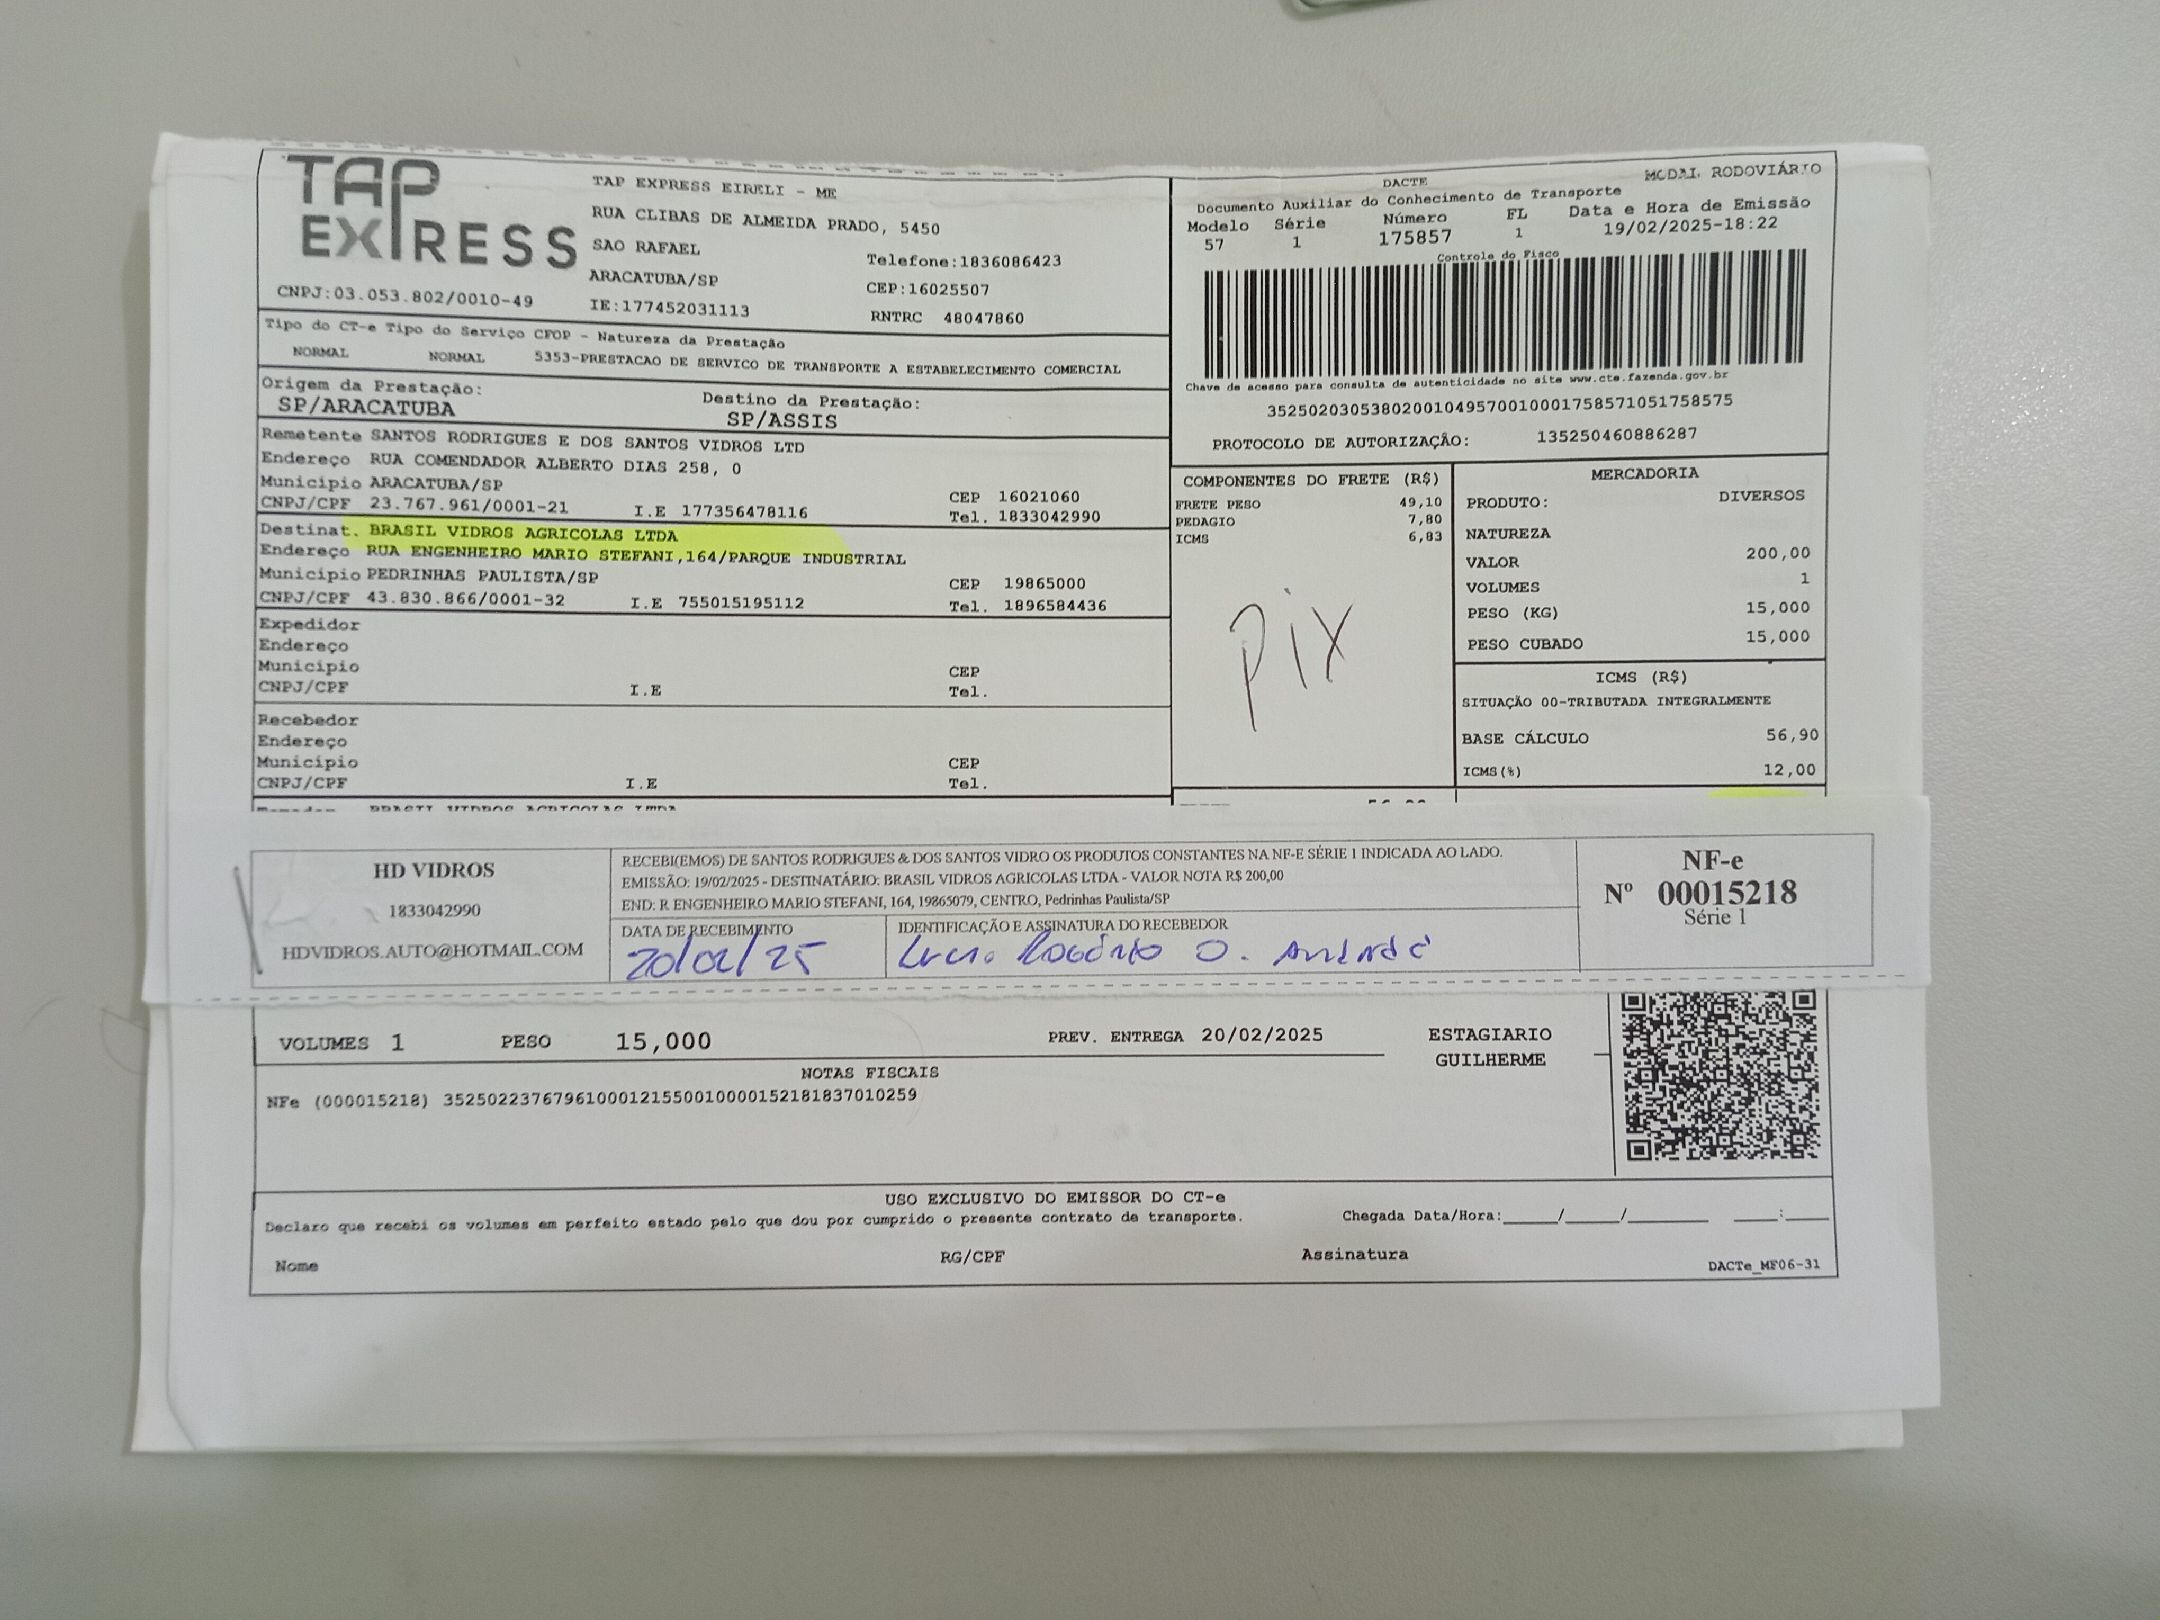 TAP
EXPRESS
CNPJ:03.053.802/0010-49
TAP EXPRESS EIRELI - ME
RUA CLIBAS DE ALMEIDA PRADO, 5450
SAO RAFAEL
ARACATUBA/SP
IE:177452031113
Telefone:1836086423
CEP:16025507
RNTRC 48047860
DACTE MODAL RODOVIÁRIO
Documento Auxiliar do Conhecimento de Transporte
Modelo Série Número FL Data e Hora de Emissão
57 1 175857 1 19/02/2025-18:22
Controle do Fisco
Chave de acesso para consulta de autenticidade no site www.cte.fazenda.gov.br
35250203053802001049570010001758571051758575
PROTOCOLO DE AUTORIZAÇÃO: 135250460886287
Tipo do CT-e Tipo do Serviço CFOP - Natureza da Prestação
NORMAL NORMAL 5353-PRESTACAO DE SERVICO DE TRANSPORTE A ESTABELECIMENTO COMERCIAL
Origem da Prestação: Destino da Prestação:
SP/ARACATUBA SP/ASSIS
Remetente SANTOS RODRIGUES E DOS SANTOS VIDROS LTD
Endereço RUA COMENDADOR ALBERTO DIAS 258, 0
Município ARACATUBA/SP CEP 16021060
CNPJ/CPF 23.767.961/0001-21 I.E 177356478116 Tel. 1833042990
Destinat. BRASIL VIDROS AGRICOLAS LTDA
Endereço RUA ENGENHEIRO MARIO STEFANI,164/PARQUE INDUSTRIAL
Município PEDRINHAS PAULISTA/SP CEP 19865000
CNPJ/CPF 43.830.866/0001-32 I.E 755015195112 Tel. 1896584436
Expedidor
Endereço
Município CEP
CNPJ/CPF I.E Tel.
Recebedor
Endereço
Município CEP
CNPJ/CPF I.E Tel.
BRASIL VIDROS AGRICOLAS LTDA
COMPONENTES DO FRETE (R$)
FRETE PESO 49,10
PEDAGIO 7,80
ICMS 6,83
PIX
MERCADORIA
PRODUTO: DIVERSOS
NATUREZA
VALOR 200,00
VOLUMES 1
PESO (KG) 15,000
PESO CUBADO 15,000
ICMS (R$)
SITUAÇÃO 00-TRIBUTADA INTEGRALMENTE
BASE CÁLCULO 56,90
ICMS(%) 12,00
HD VIDROS
1833042990
HDVIDROS.AUTO@HOTMAIL.COM
RECEBI(EMOS) DE SANTOS RODRIGUES & DOS SANTOS VIDRO OS PRODUTOS CONSTANTES NA NF-E SÉRIE 1 INDICADA AO LADO.
EMISSÃO: 19/02/2025 - DESTINATÁRIO: BRASIL VIDROS AGRICOLAS LTDA - VALOR NOTA R$ 200,00
END: R ENGENHEIRO MARIO STEFANI, 164, 19865079, CENTRO, Pedrinhas Paulista/SP
DATA DE RECEBIMENTO IDENTIFICAÇÃO E ASSINATURA DO RECEBEDOR
20/02/25 Rogério O. Andrade
NF-e
Nº 00015218
Série 1
VOLUMES 1 PESO 15,000 PREV. ENTREGA 20/02/2025
ESTAGIARIO
GUILHERME
NOTAS FISCAIS
NFe (000015218) 35250223767961000121550010000152181837010259
USO EXCLUSIVO DO EMISSOR DO CT-e
Declaro que recebi os volumes em perfeito estado pelo que dou por cumprido o presente contrato de transporte. Chegada Data/Hora:_____/_____/_______ ____:____
Nome RG/CPF Assinatura DACTe_MF06-31